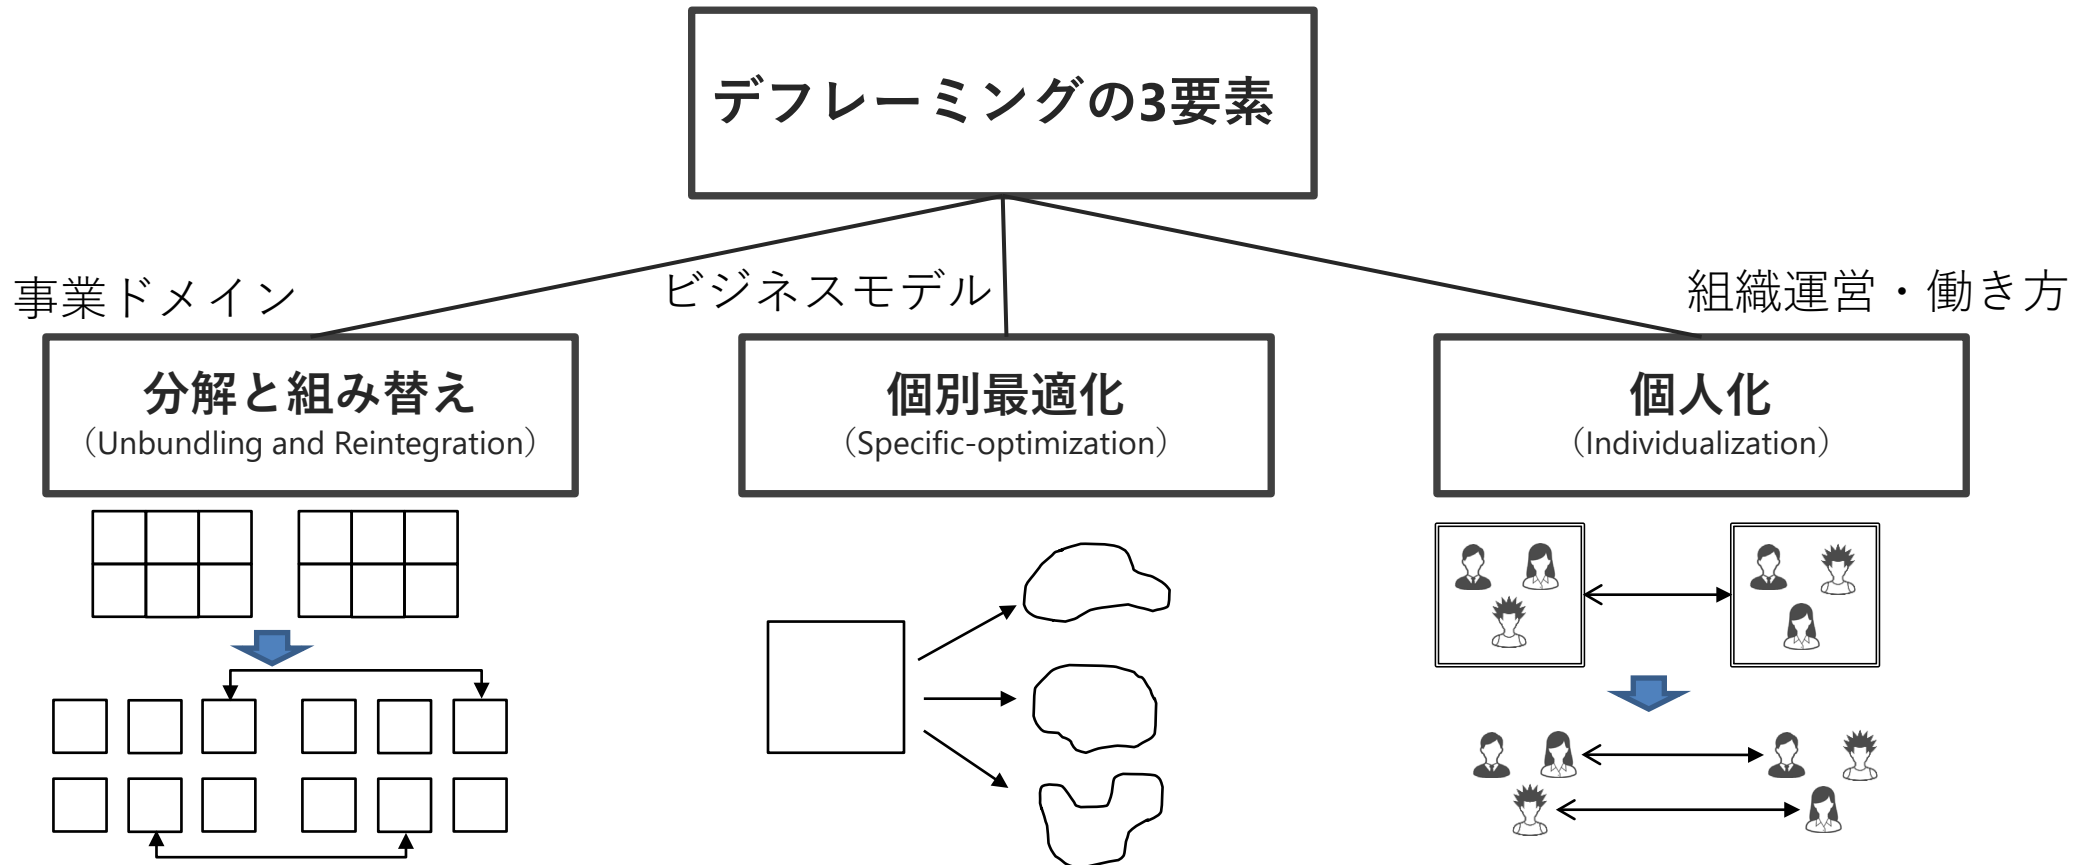 デフレーミングの3要素
事業ドメイン
ビジネスモデル
組織運営・働き方
分解と組み替え
（Unbundling and Reintegration）
個別最適化
（Specific-optimization）
個人化
（Individualization）